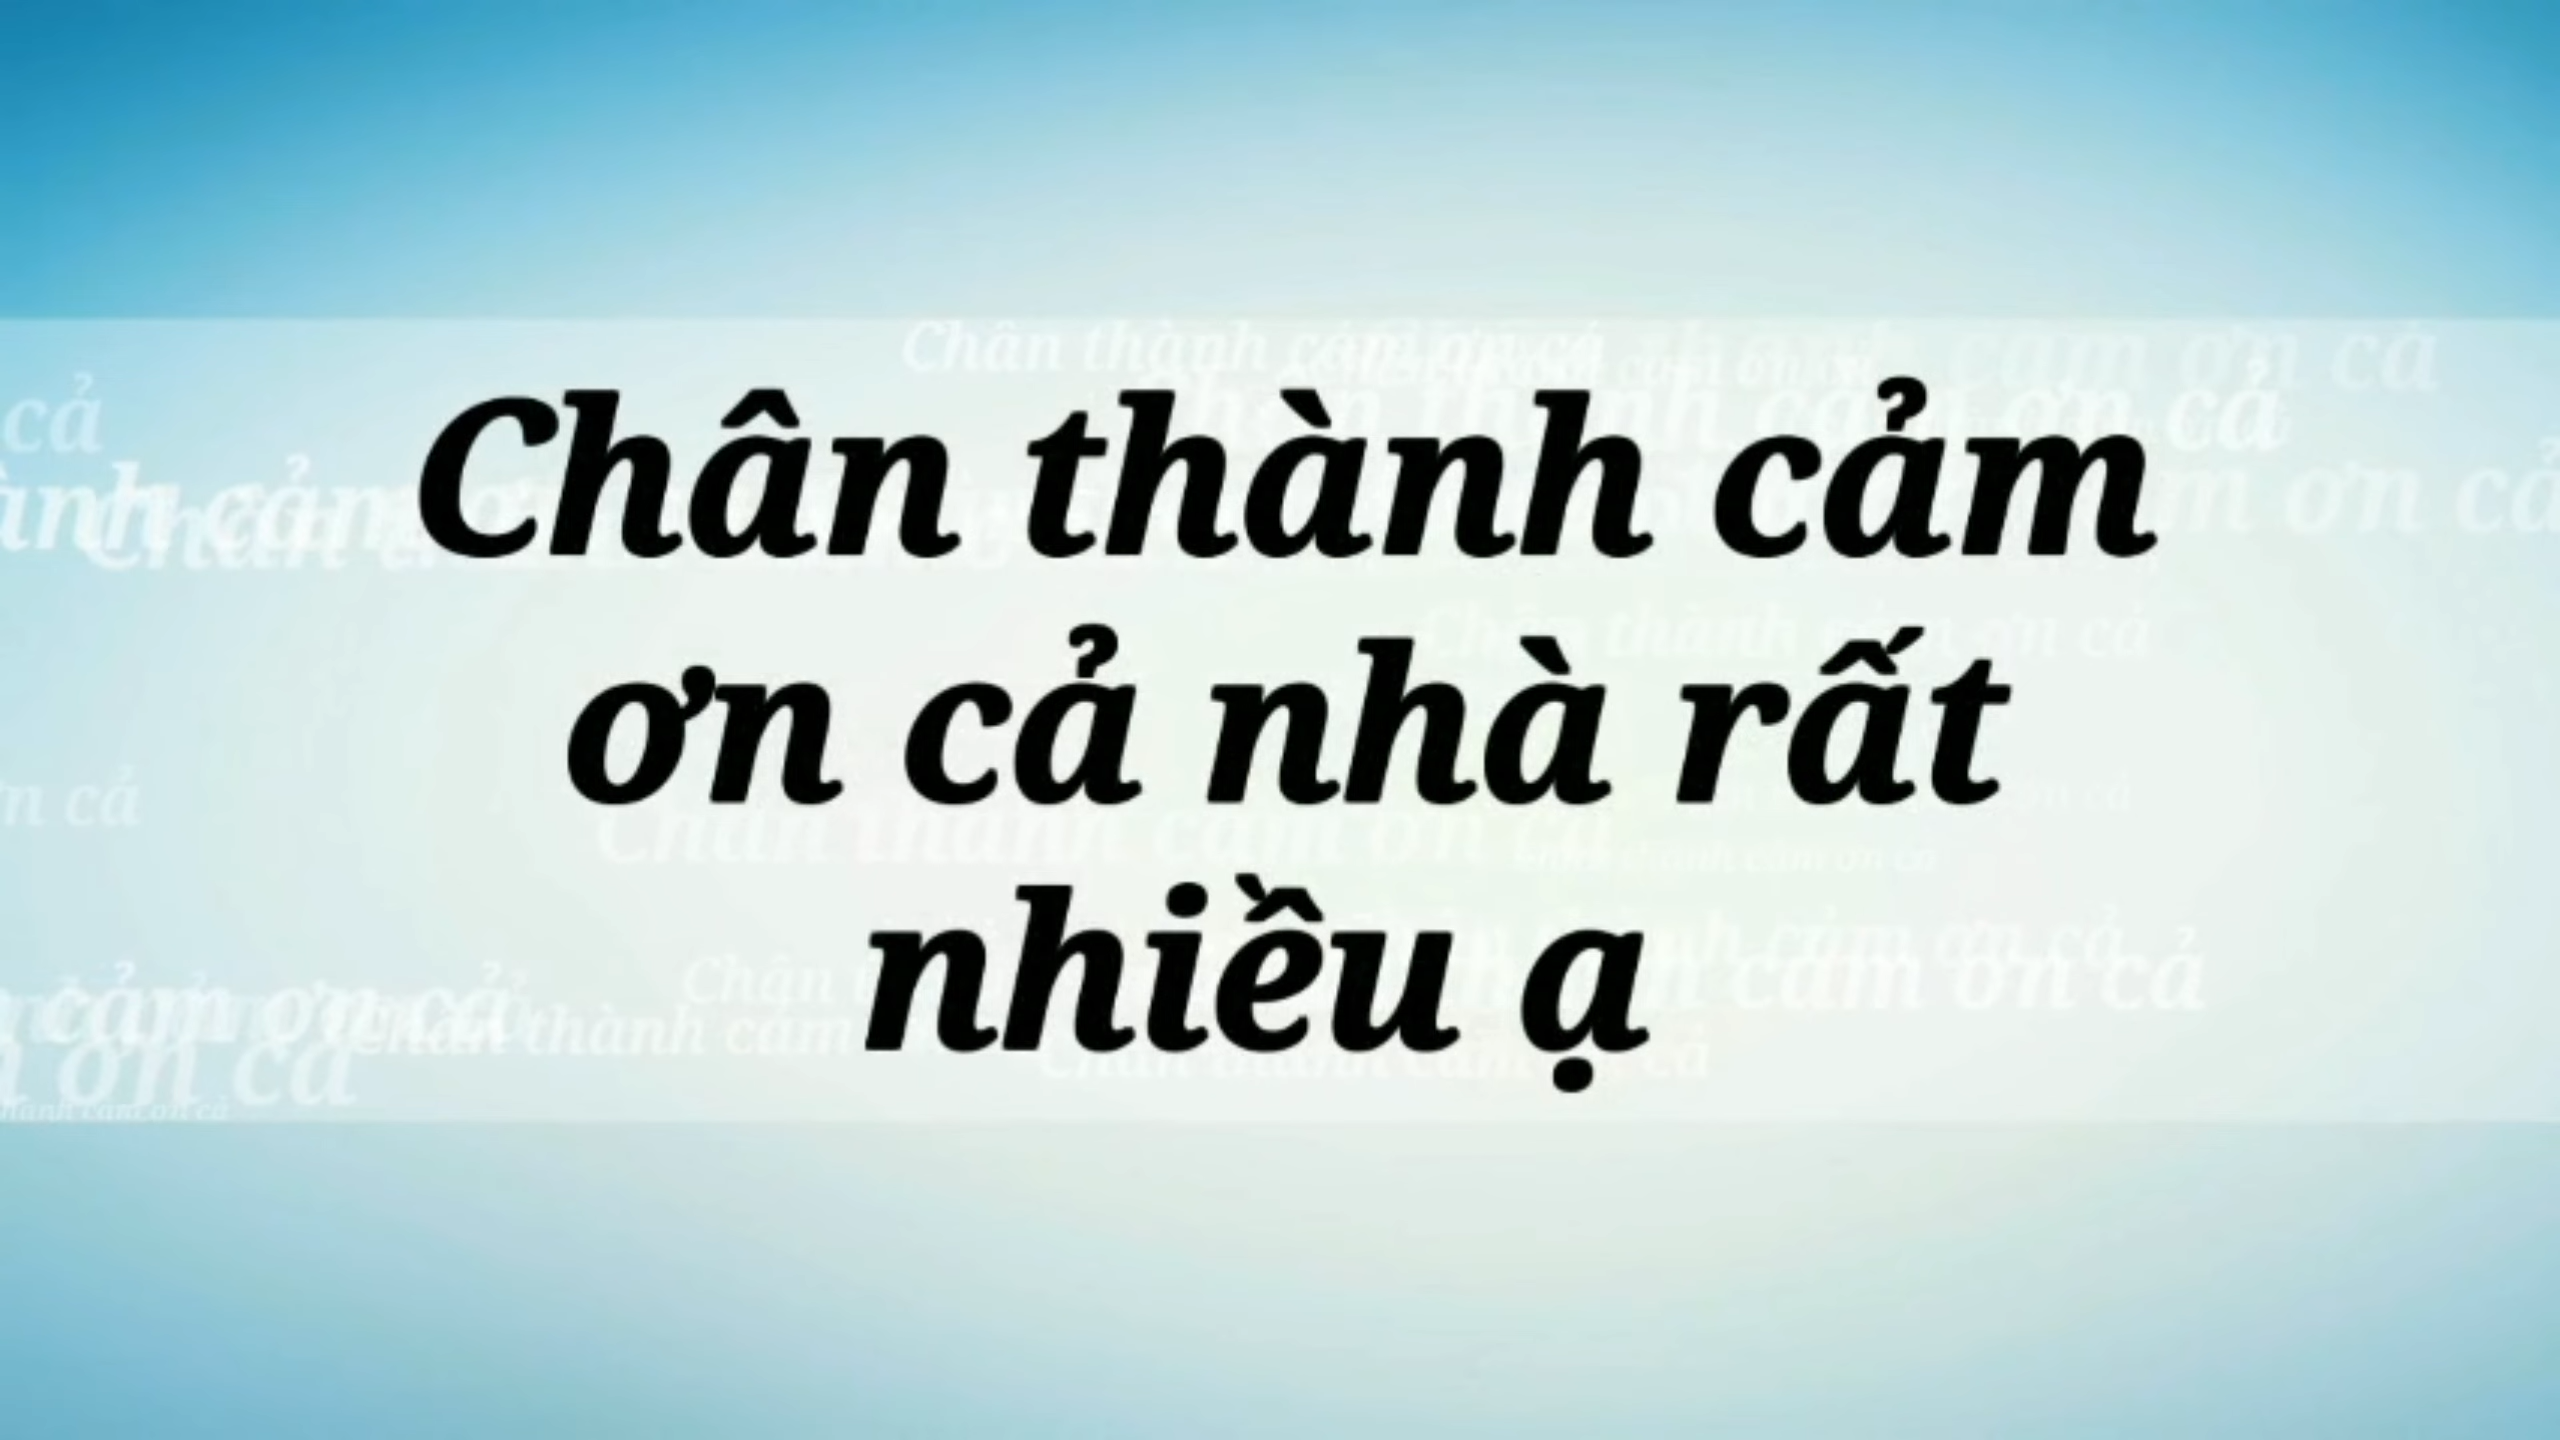 Chân thành cảm
ơn cả nhà rất
nhiều ạ